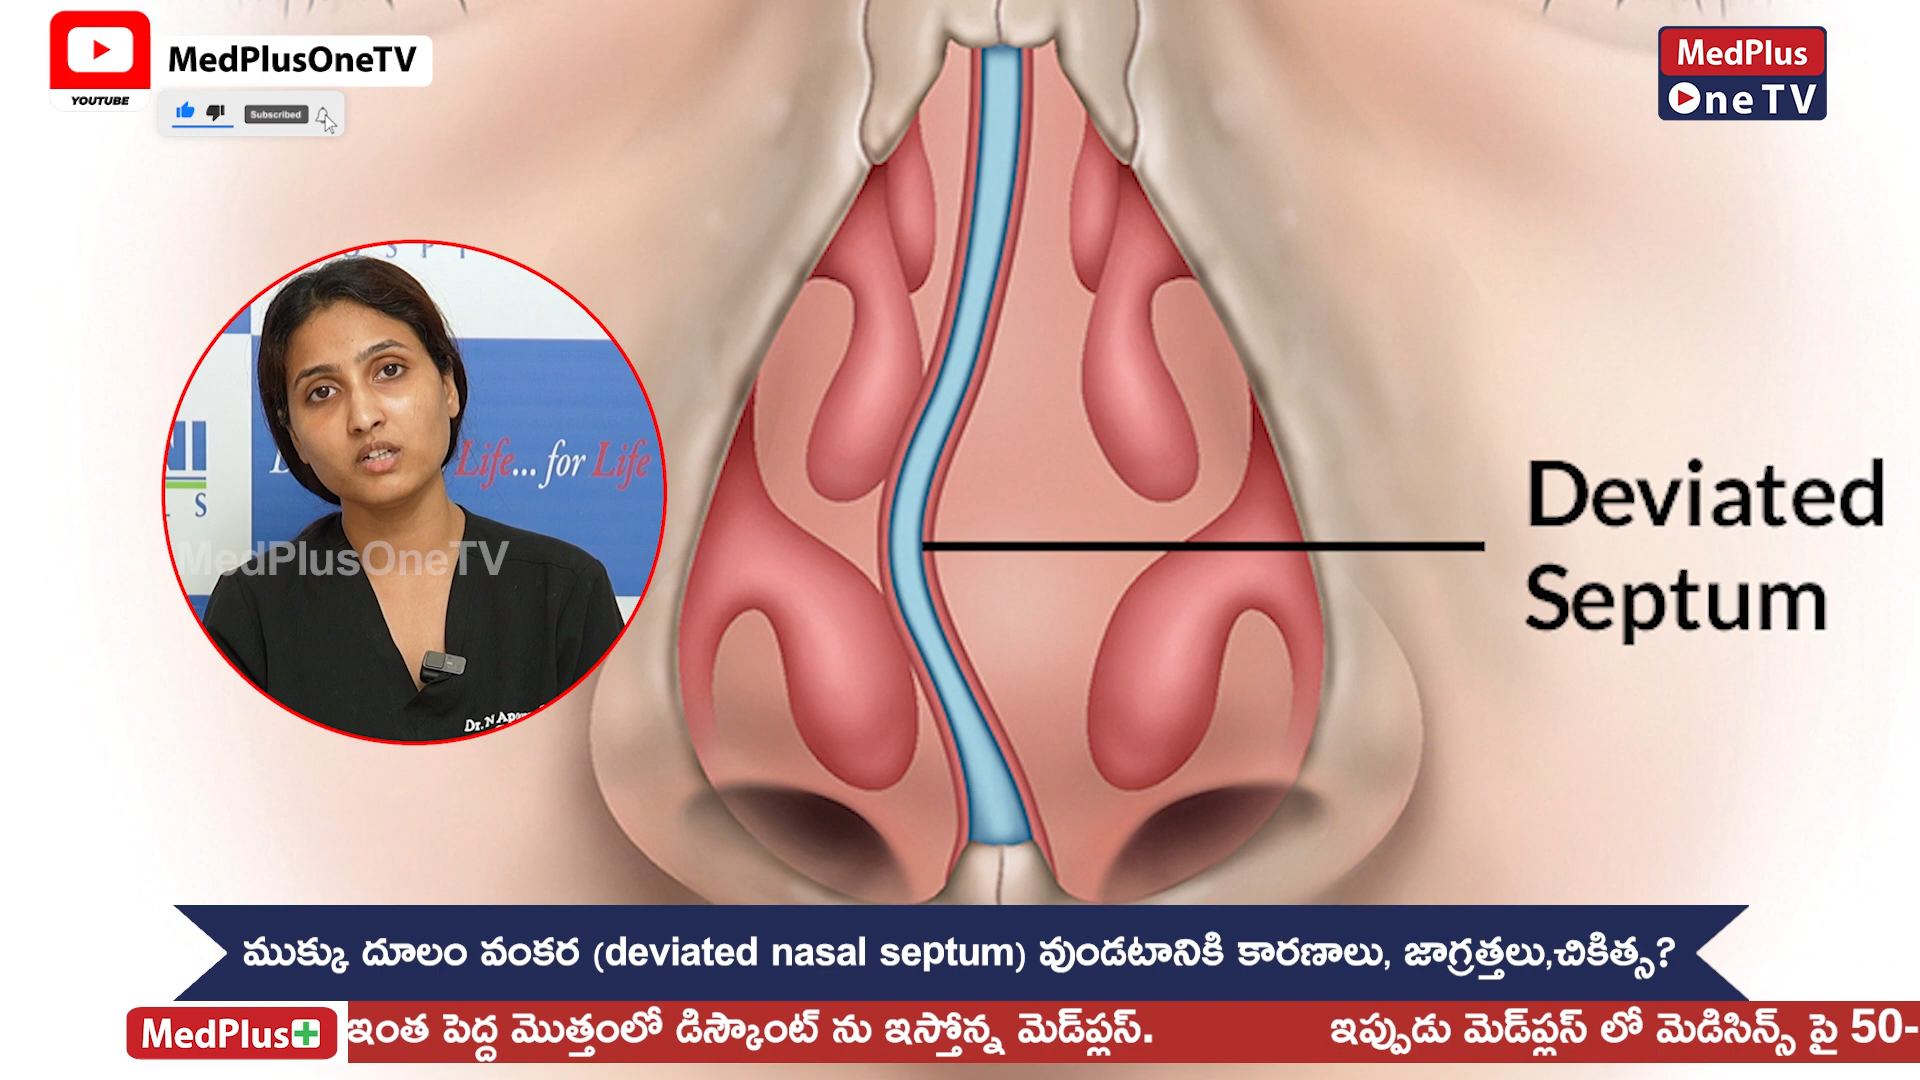 YOUTUBE
MedPlusOneTV
Subscribed
MedPlus
One TV
Life... for Life
MedPlusOneTV
Dr. N
Deviated
Septum
ముక్కు దూలం వంకర (deviated nasal septum) వుండటానికి కారణాలు, జాగ్రత్తలు,చికిత్స?
MedPlus
ఇంత పెద్ద మొత్తంలో డిస్కౌంట్ ను ఇస్తోన్న మెడ్‌ప్లస్. ఇప్పుడు మెడ్‌ప్లస్ లో మెడిసిన్స్ పై 50-